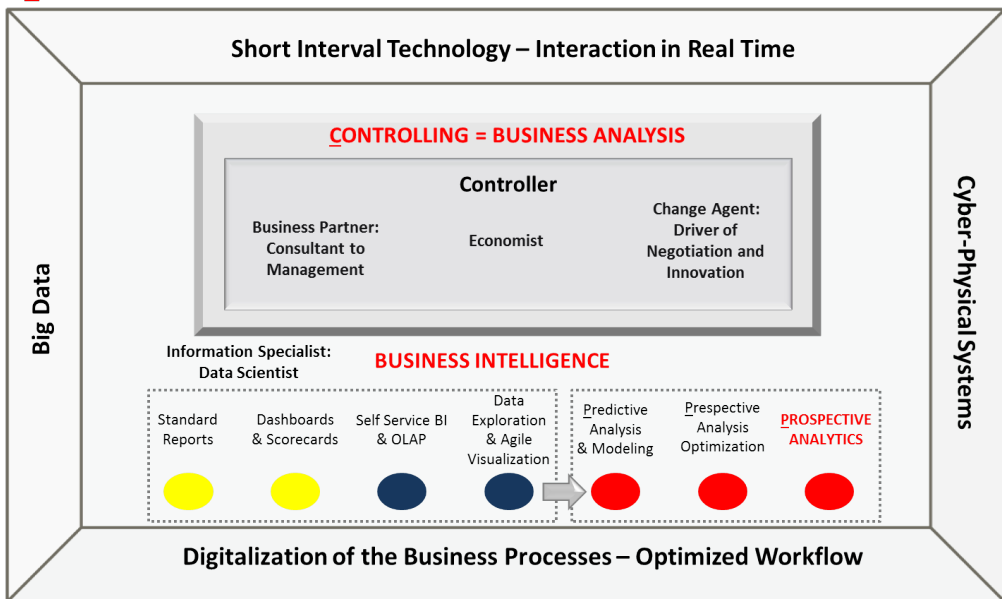 Short Interval Technology – Interaction in Real Time
Big Data
CONTROLLING = BUSINESS ANALYSIS
Controller
Business Partner:
Consultant to
Management
Economist
Change Agent:
Driver of
Negotiation and
Innovation
Cyber-Physical Systems
Information Specialist:
Data Scientist
BUSINESS INTELLIGENCE
Standard
Reports
Dashboards
& Scorecards
Self Service BI
& OLAP
Data
Exploration
& Agile
Visualization
Predictive
Analysis
& Modeling
Prespective
Analysis
Optimization
PROSPECTIVE
ANALYTICS
Digitalization of the Business Processes – Optimized Workflow